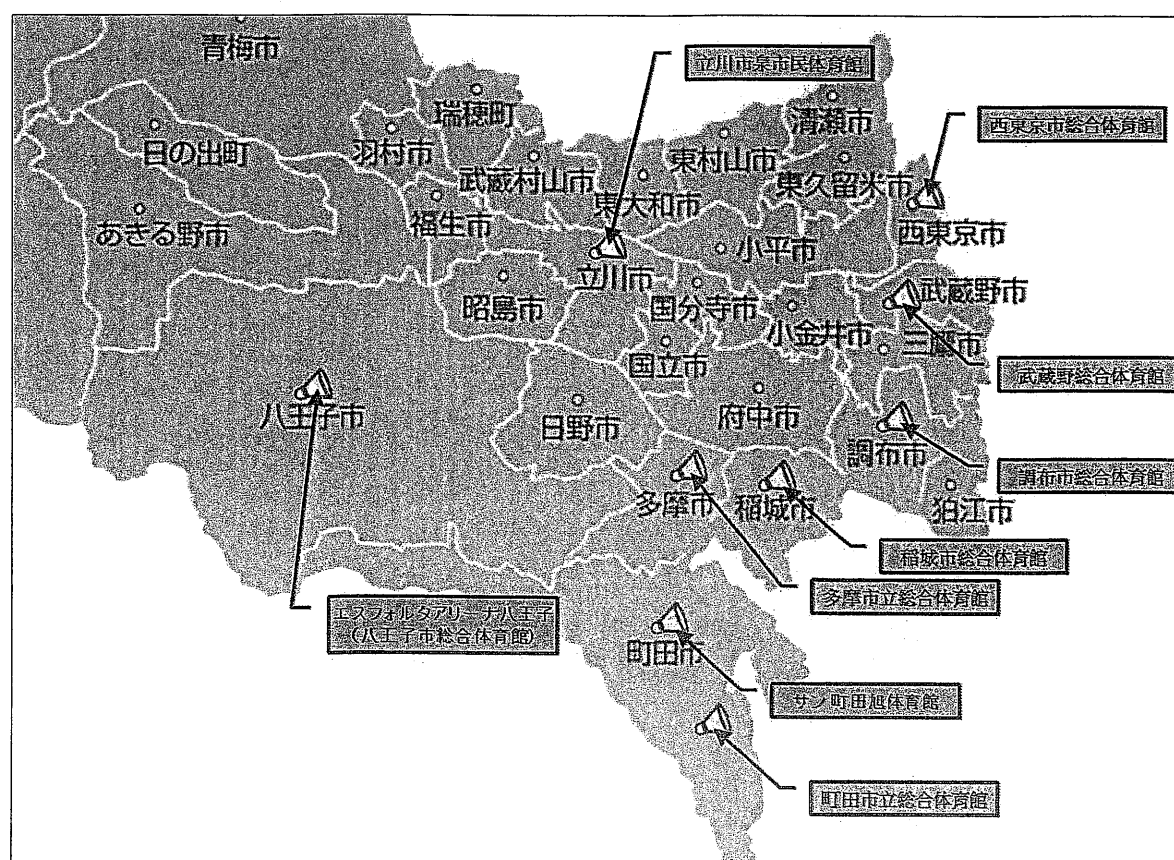 青梅市
立川市泉市民体育館
瑞穂町
清瀬市
西東京市総合体育館
日の出町
羽村市
東村山市
武蔵村山市
東久留米市
東大和市
福生市
あきる野市
西東京市
小平市
立川市
昭島市
国分寺市
武蔵野市
小金井市
三鷹市
国立市
武蔵野総合体育館
八王子市
日野市
府中市
調布市
調布市総合体育館
多摩市
稲城市
狛江市
稲城市総合体育館
多摩市立総合体育館
エスフォルタアリーナ八王子
(八王子市総合体育館)
町田市
サン町田旭体育館
町田市立総合体育館